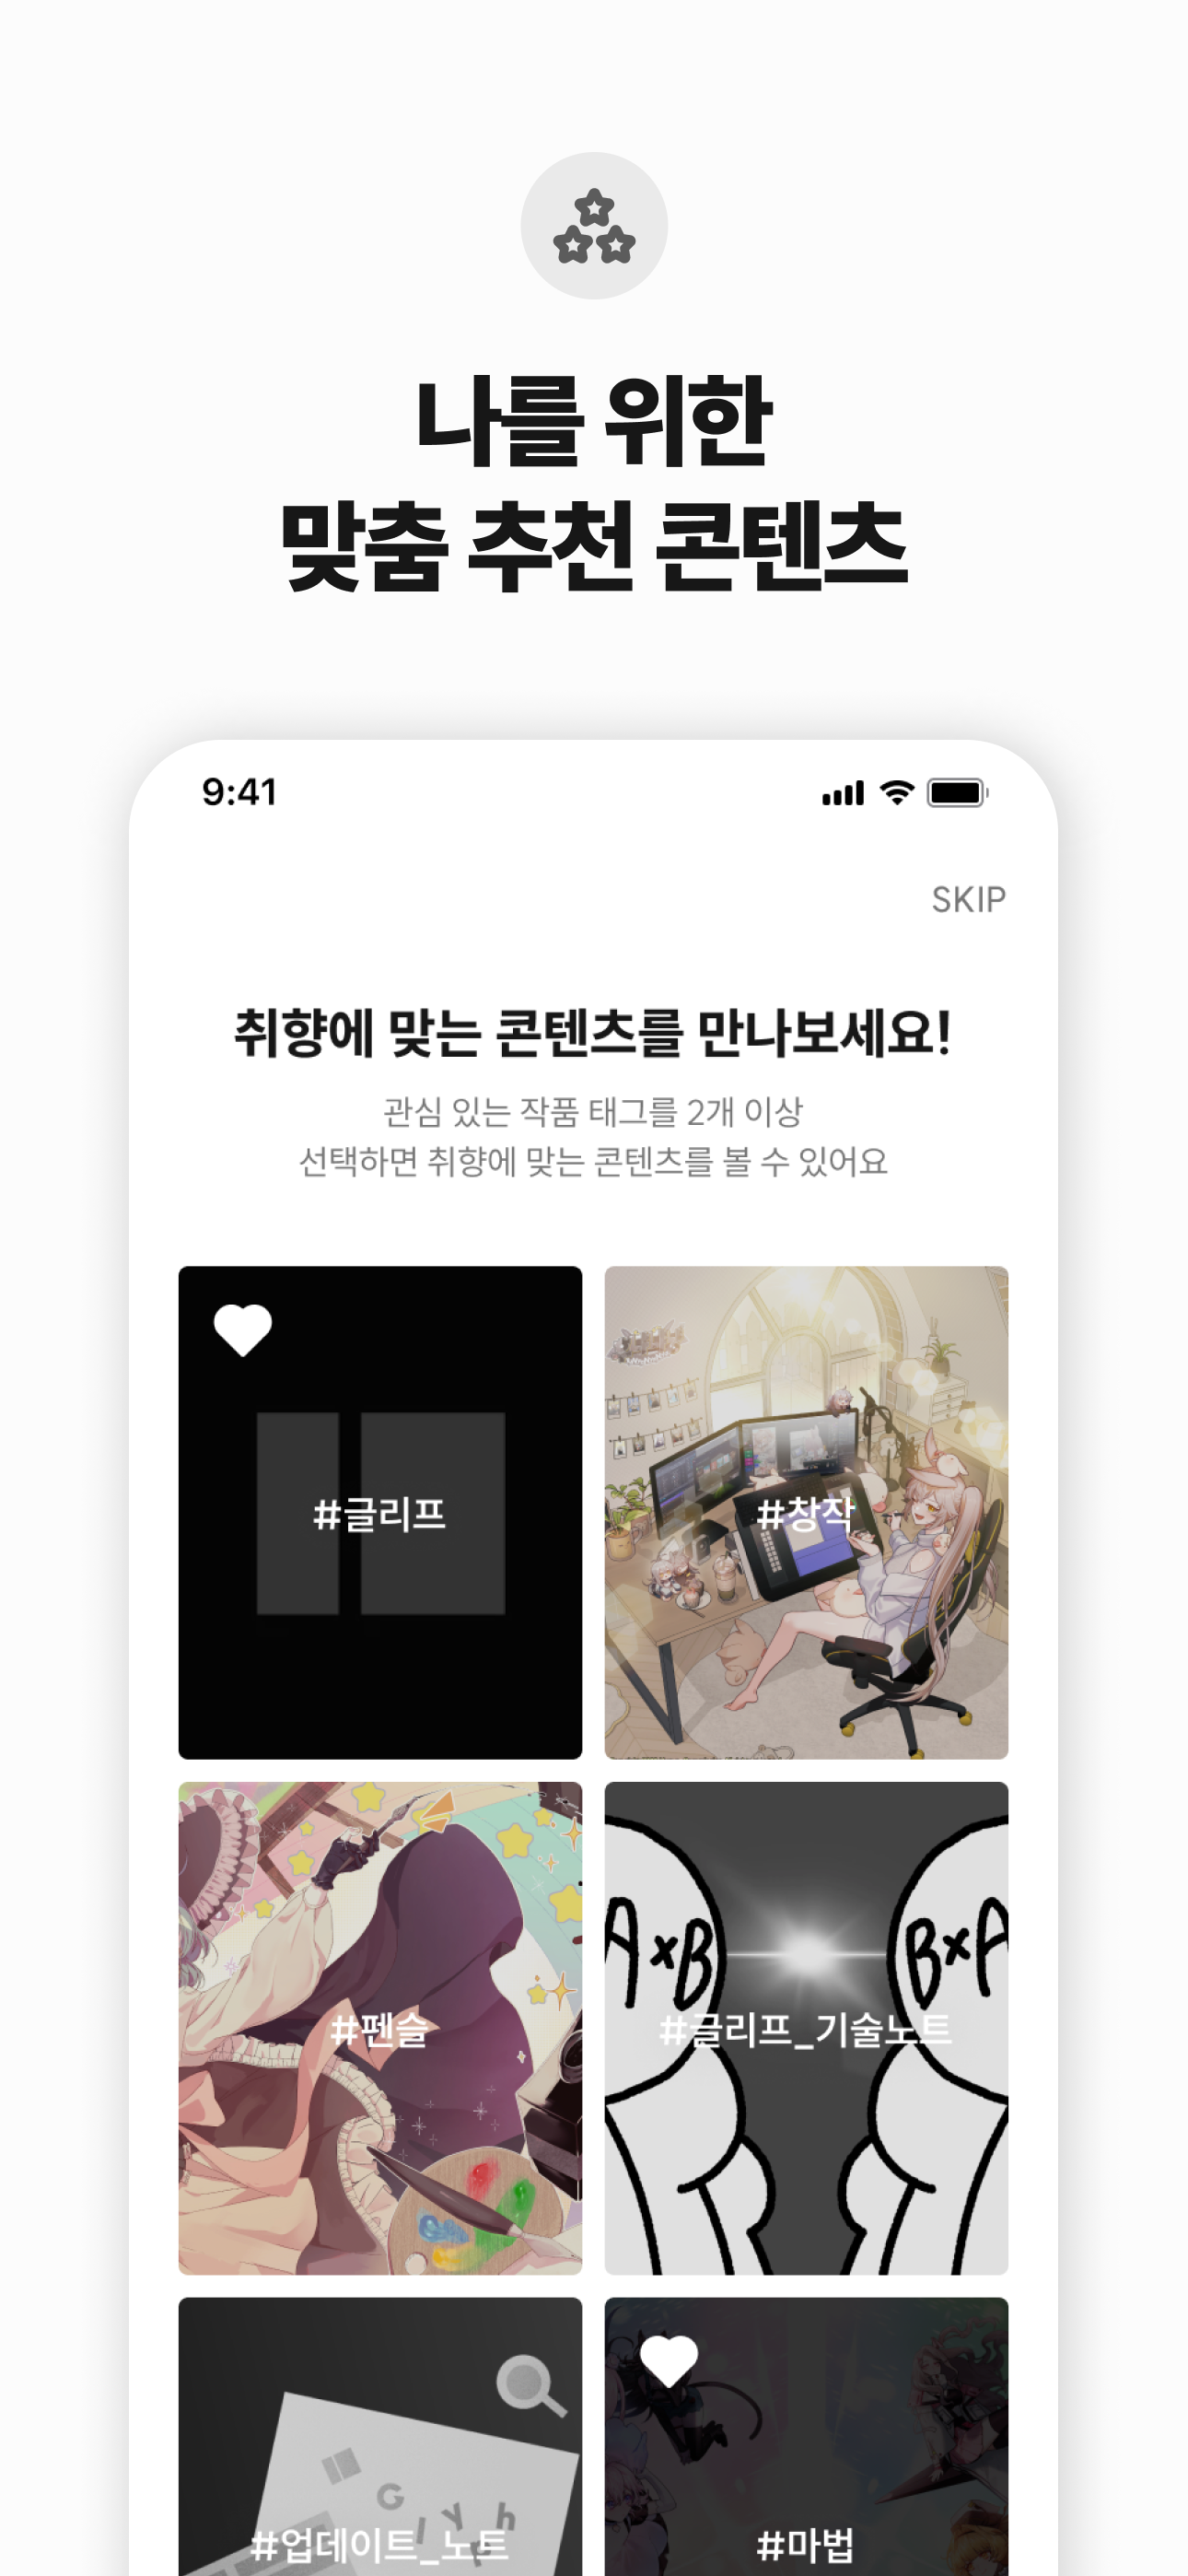 나를 위한
맞춤 추천 콘텐츠
9:41
SKIP
취향에 맞는 콘텐츠를 만나보세요!
관심 있는 작품 태그를 2개 이상
선택하면 취향에 맞는 콘텐츠를 볼 수 있어요
#글리프
#창작
#펜슬
A×B
B×A
#글리프_기술노트
G l y p h
#업데이트_노트
#마법